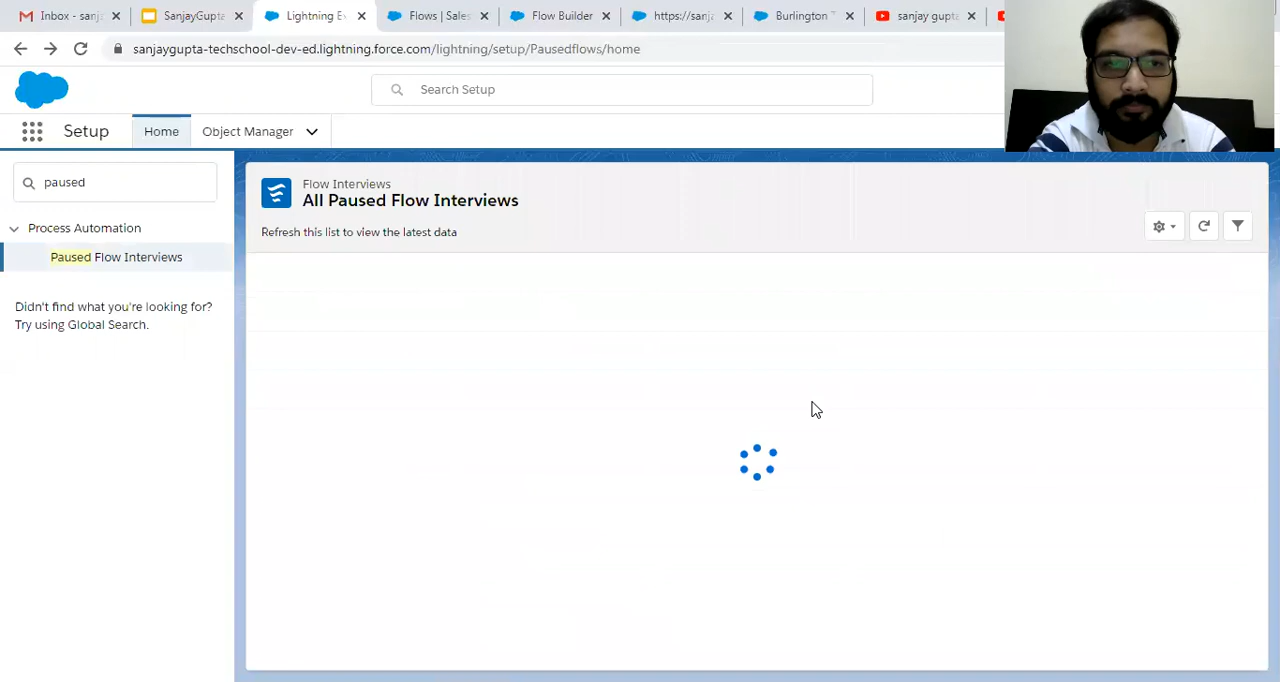 Inbox - sanj
SanjayGupta
Lightning E
Flows | Sales
Flow Builder
https://sanj
Burlington
sanjay gupt
sanjaygupta-techschool-dev-ed.lightning.force.com/lightning/setup/Pausedflows/home
Search Setup
Setup
Home
Object Manager
paused
Process Automation
Paused Flow Interviews
Didn't find what you're looking for?
Try using Global Search.
Flow Interviews
All Paused Flow Interviews
Refresh this list to view the latest data